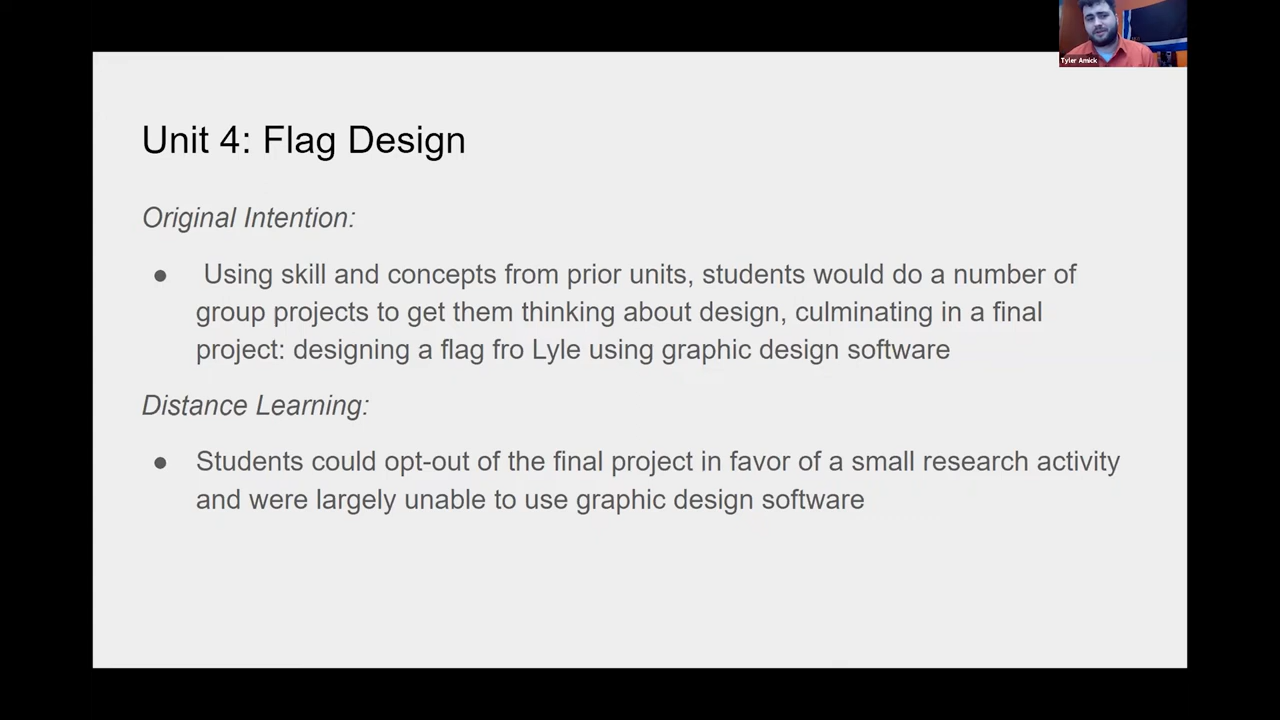 Tyler Amick
Unit 4: Flag Design
Original Intention:
● Using skill and concepts from prior units, students would do a number of
group projects to get them thinking about design, culminating in a final
project: designing a flag fro Lyle using graphic design software
Distance Learning:
● Students could opt-out of the final project in favor of a small research activity
and were largely unable to use graphic design software